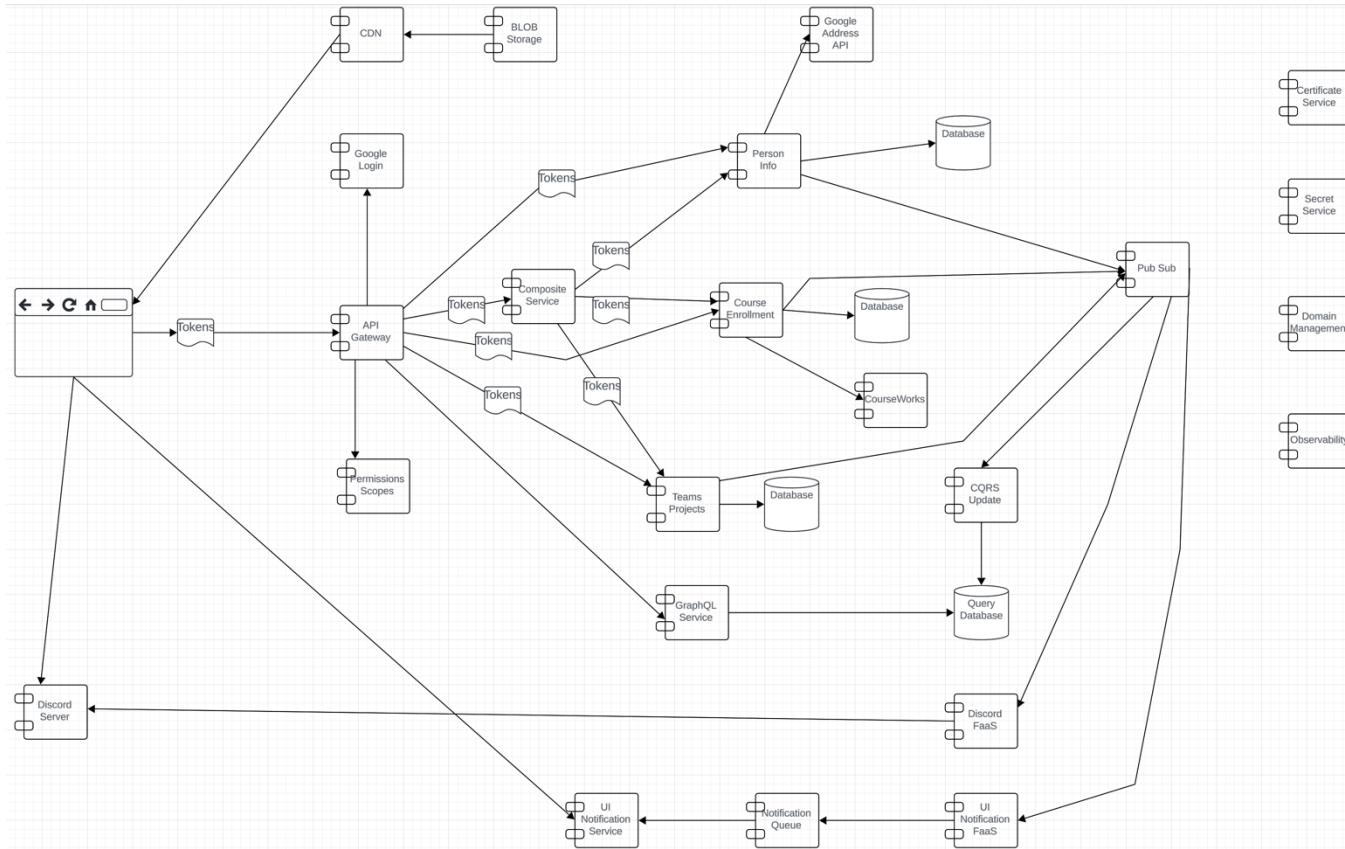 CDN
BLOB
Storage
Google
Address
API
Certificate
Service
Google
Login
Person
Info
Database
Tokens
Secret
Service
Tokens
Pub Sub
Composite
Service
Tokens
Tokens
Course
Enrollment
Database
Tokens
API
Gateway
Tokens
Domain
Management
Tokens
Tokens
CourseWorks
Observability
Permissions
Scopes
Teams
Projects
Database
CQRS
Update
GraphQL
Service
Query
Database
Discord
Server
Discord
FaaS
UI
Notification
Service
Notification
Queue
UI
Notification
FaaS